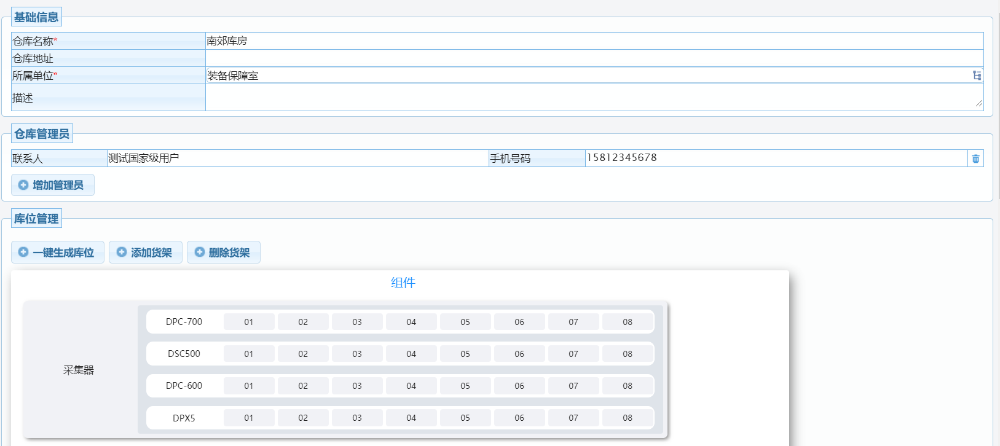 基础信息
仓库名称* 南郊库房
仓库地址
所属单位* 装备保障室
描述
仓库管理员
联系人 测试国家级用户 手机号码 15812345678
增加管理员
库位管理
一键生成库位 添加货架 删除货架
组件
DPC-700 01 02 03 04 05 06 07 08
DSC500 01 02 03 04 05 06 07 08
采集器
DPC-600 01 02 03 04 05 06 07 08
DPX5 01 02 03 04 05 06 07 08